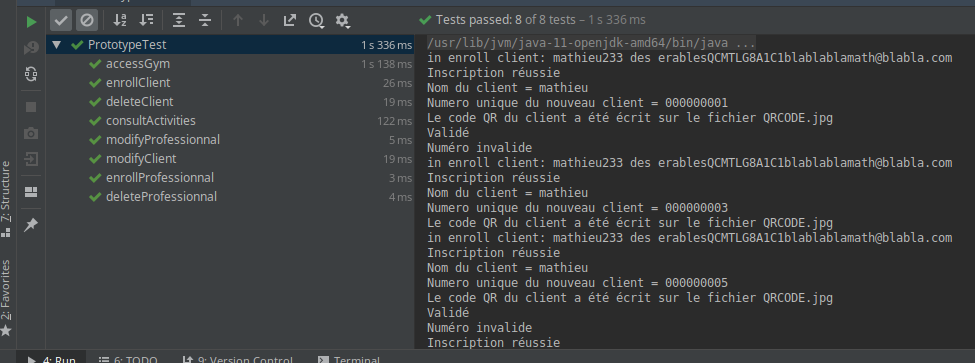 Tests passed: 8 of 8 tests – 1 s 336 ms
PrototypeTest 1 s 336 ms
accessGym 1 s 138 ms
enrollClient 26 ms
deleteClient 19 ms
consultActivities 122 ms
modifyProfessionnal 5 ms
modifyClient 19 ms
enrollProfessionnal 3 ms
deleteProfessionnal 4 ms
/usr/lib/jvm/java-11-openjdk-amd64/bin/java ...
in enroll client: mathieu233 des erablesQCMTLG8A1C1blablablamath@blabla.com
Inscription réussie
Nom du client = mathieu
Numero unique du nouveau client = 000000001
Le code QR du client a été écrit sur le fichier QRCODE.jpg
Validé
Numéro invalide
in enroll client: mathieu233 des erablesQCMTLG8A1C1blablablamath@blabla.com
Inscription réussie
Nom du client = mathieu
Numero unique du nouveau client = 000000003
Le code QR du client a été écrit sur le fichier QRCODE.jpg
in enroll client: mathieu233 des erablesQCMTLG8A1C1blablablamath@blabla.com
Inscription réussie
Nom du client = mathieu
Numero unique du nouveau client = 000000005
Le code QR du client a été écrit sur le fichier QRCODE.jpg
Validé
Numéro invalide
Inscription réussie
7: Structure
2: Favorites
4: Run 6: TODO 9: Version Control Terminal